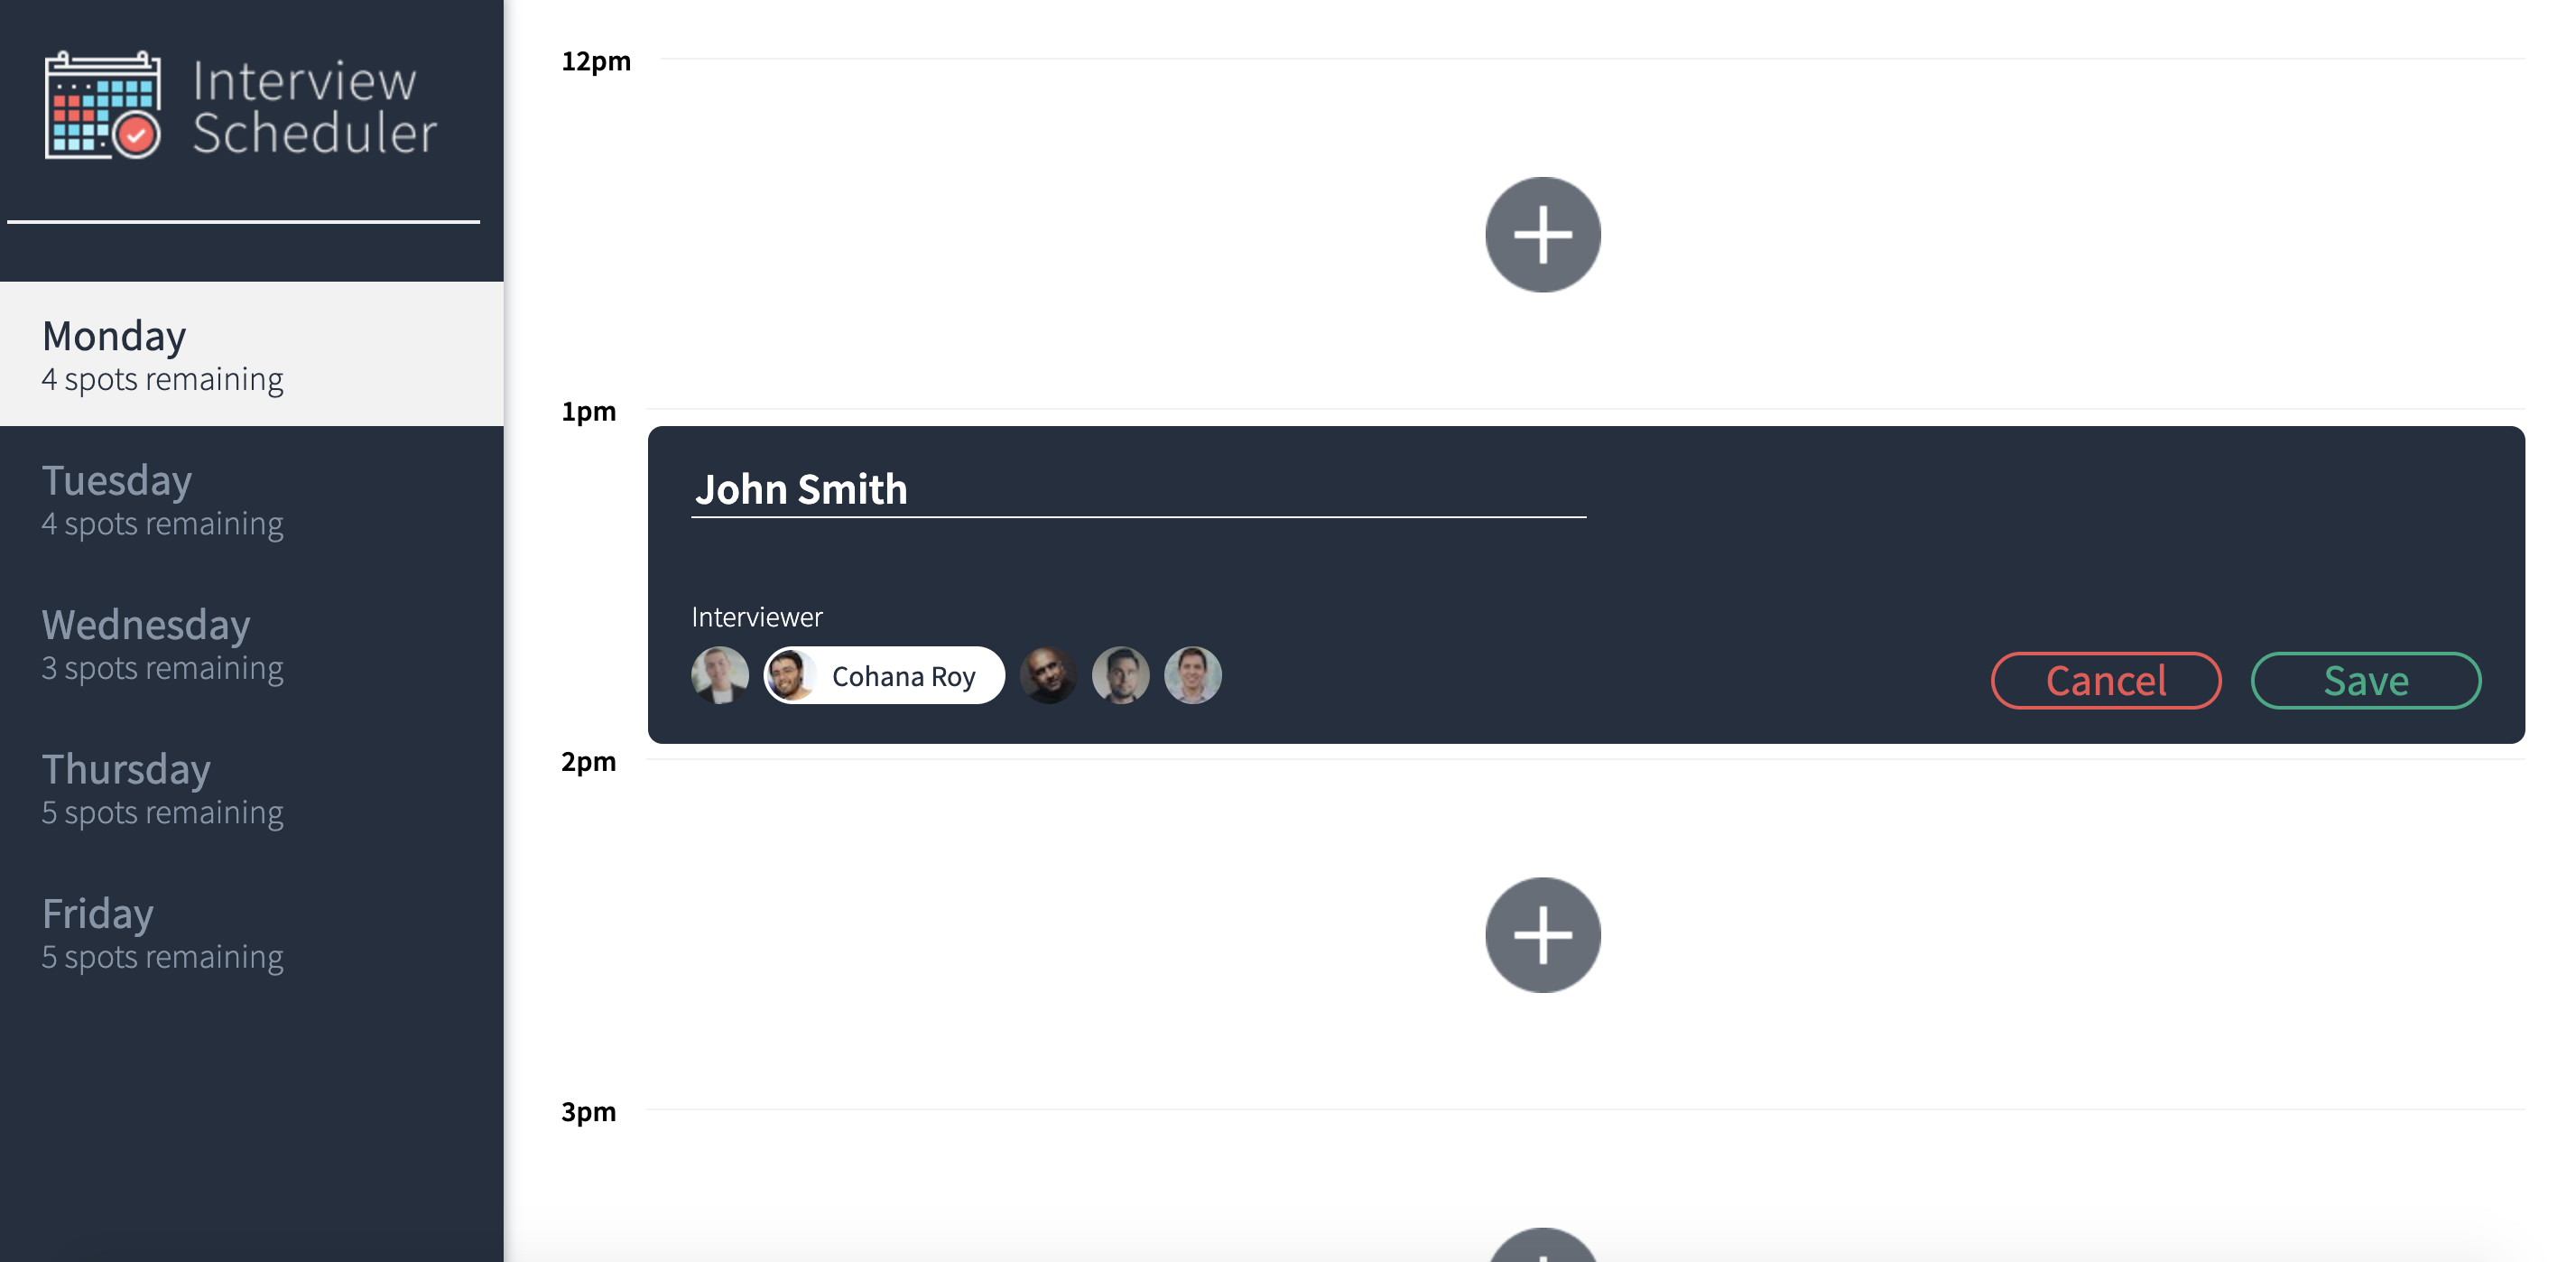 Interview
Scheduler
Monday
4 spots remaining
Tuesday
4 spots remaining
Wednesday
3 spots remaining
Thursday
5 spots remaining
Friday
5 spots remaining
12pm
1pm
John Smith
Interviewer
Cohana Roy
Cancel
Save
2pm
3pm